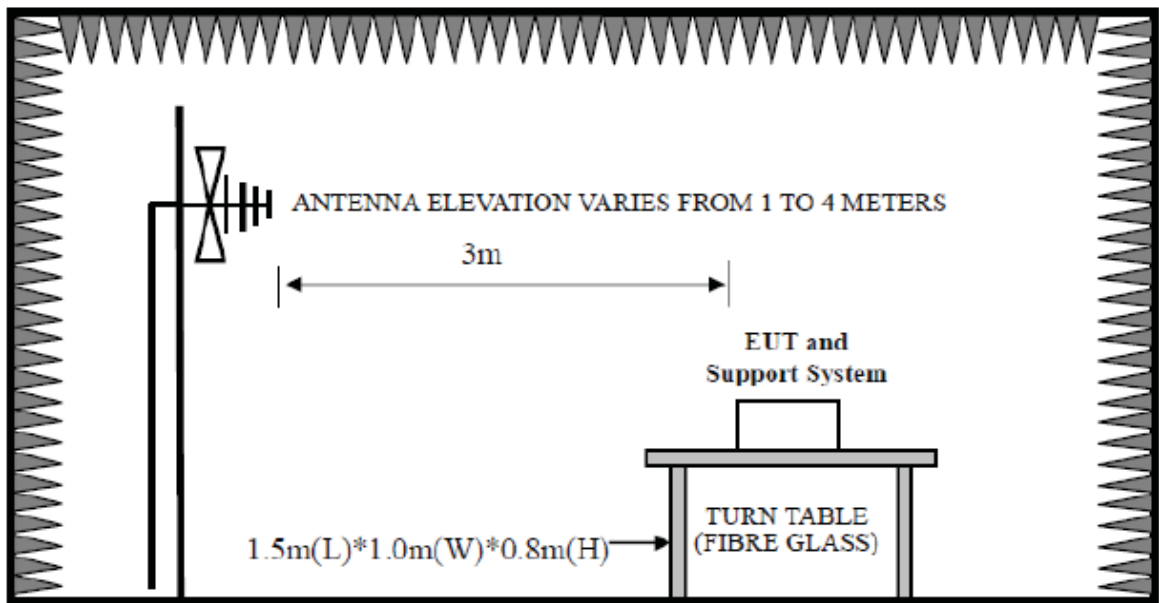 ANTENNA ELEVATION VARIES FROM 1 TO 4 METERS
3m
EUT and
Support System
TURN TABLE
(FIBRE GLASS)
1.5m(L)*1.0m(W)*0.8m(H)